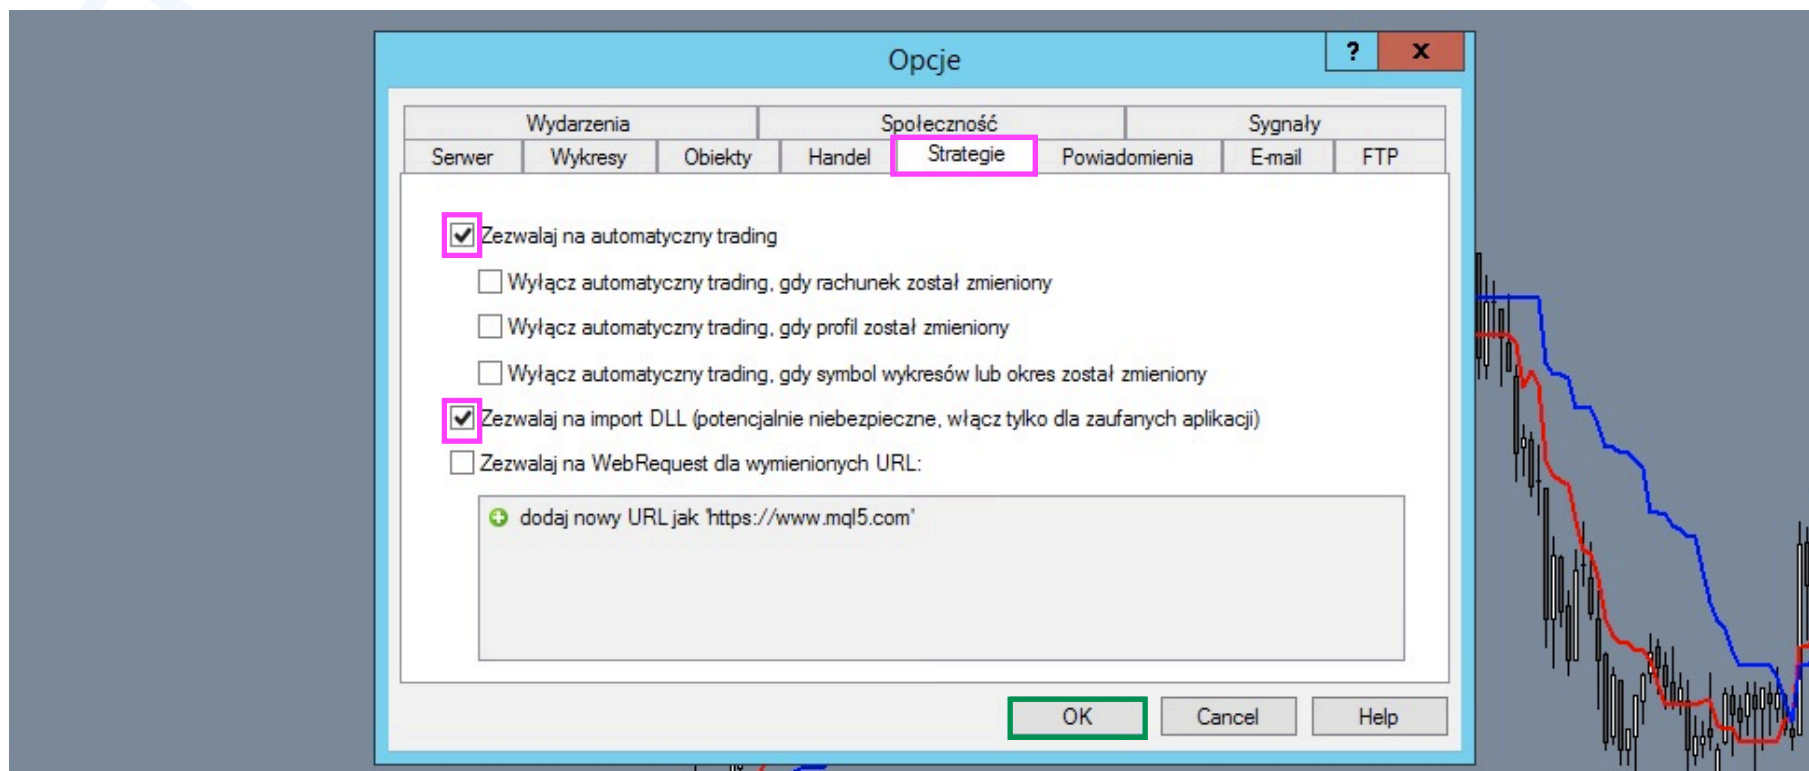 Opcje
?
X
Wydarzenia
Społeczność
Sygnały
Serwer
Wykresy
Obiekty
Handel
Strategie
Powiadomienia
E-mail
FTP
Zezwalaj na automatyczny trading
Wyłącz automatyczny trading, gdy rachunek został zmieniony
Wyłącz automatyczny trading, gdy profil został zmieniony
Wyłącz automatyczny trading, gdy symbol wykresów lub okres został zmieniony
Zezwalaj na import DLL (potencjalnie niebezpieczne, włącz tylko dla zaufanych aplikacji)
Zezwalaj na WebRequest dla wymienionych URL:
dodaj nowy URL jak 'https://www.mql5.com'
OK
Cancel
Help